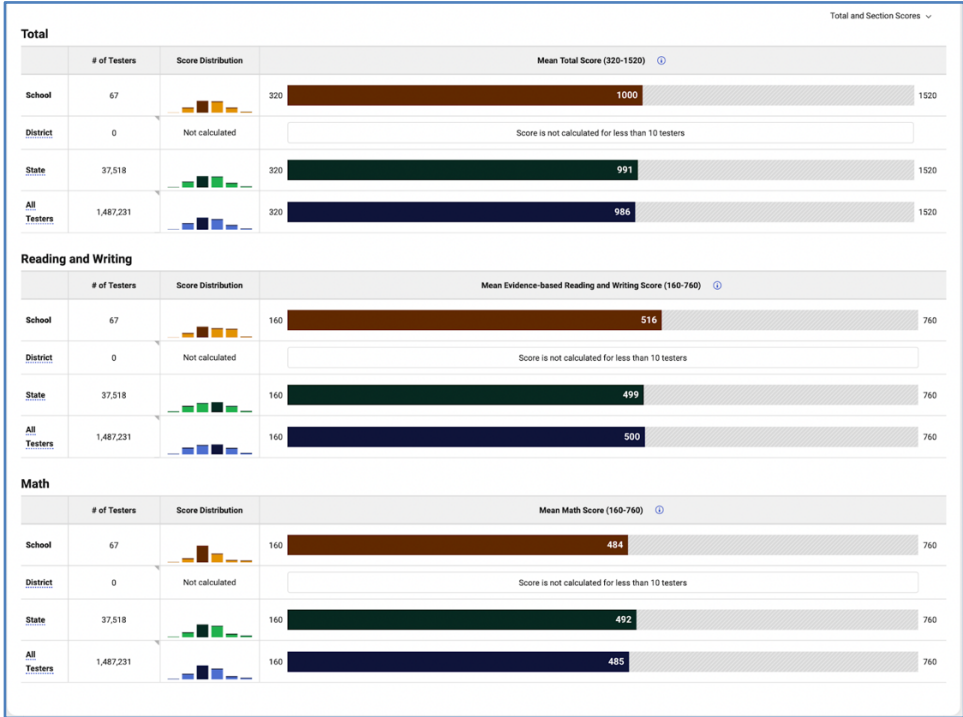 Total and Section Scores
Total
# of Testers Score Distribution Mean Total Score (320-1520)
School 67 320 1000 1520
District 0 Not calculated Score is not calculated for less than 10 testers
State 37,518 320 991 1520
All
Testers 1,487,231 320 986 1520
Reading and Writing
# of Testers Score Distribution Mean Evidence-based Reading and Writing Score (160-760)
School 67 160 516 760
District 0 Not calculated Score is not calculated for less than 10 testers
State 37,518 160 499 760
All
Testers 1,487,231 160 500 760
Math
# of Testers Score Distribution Mean Math Score (160-760)
School 67 160 484 760
District 0 Not calculated Score is not calculated for less than 10 testers
State 37,518 160 492 760
All
Testers 1,487,231 160 485 760